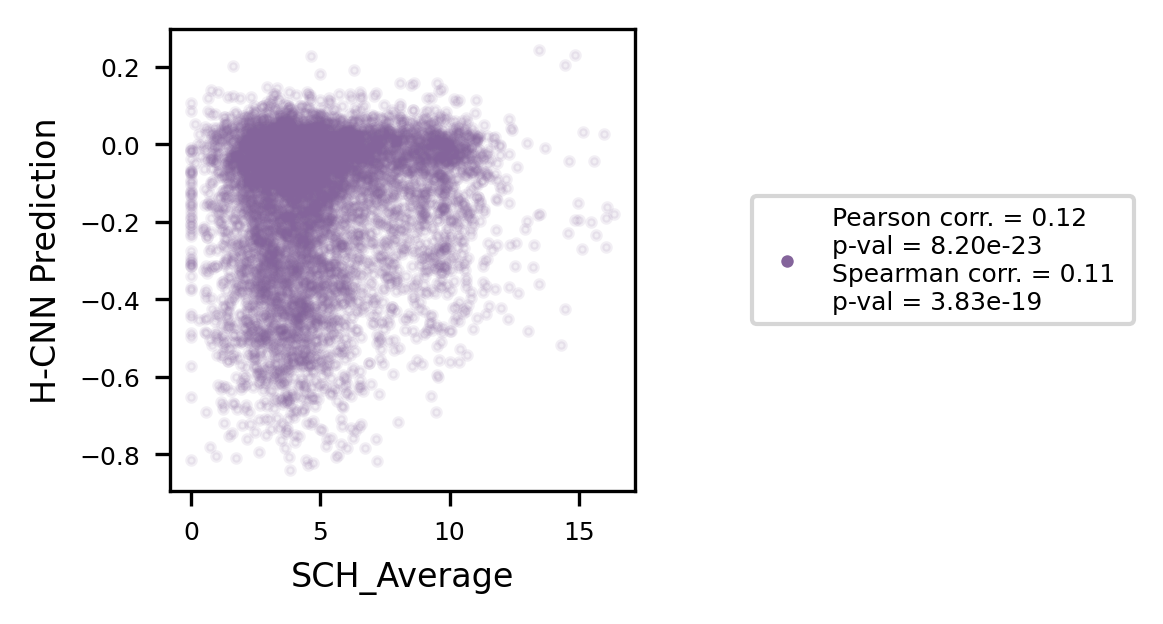 0.2
0.0
−0.2
−0.4
−0.6
−0.8
H-CNN Prediction
0
5
10
15
SCH_Average
Pearson corr. = 0.12
p-val = 8.20e-23
Spearman corr. = 0.11
p-val = 3.83e-19